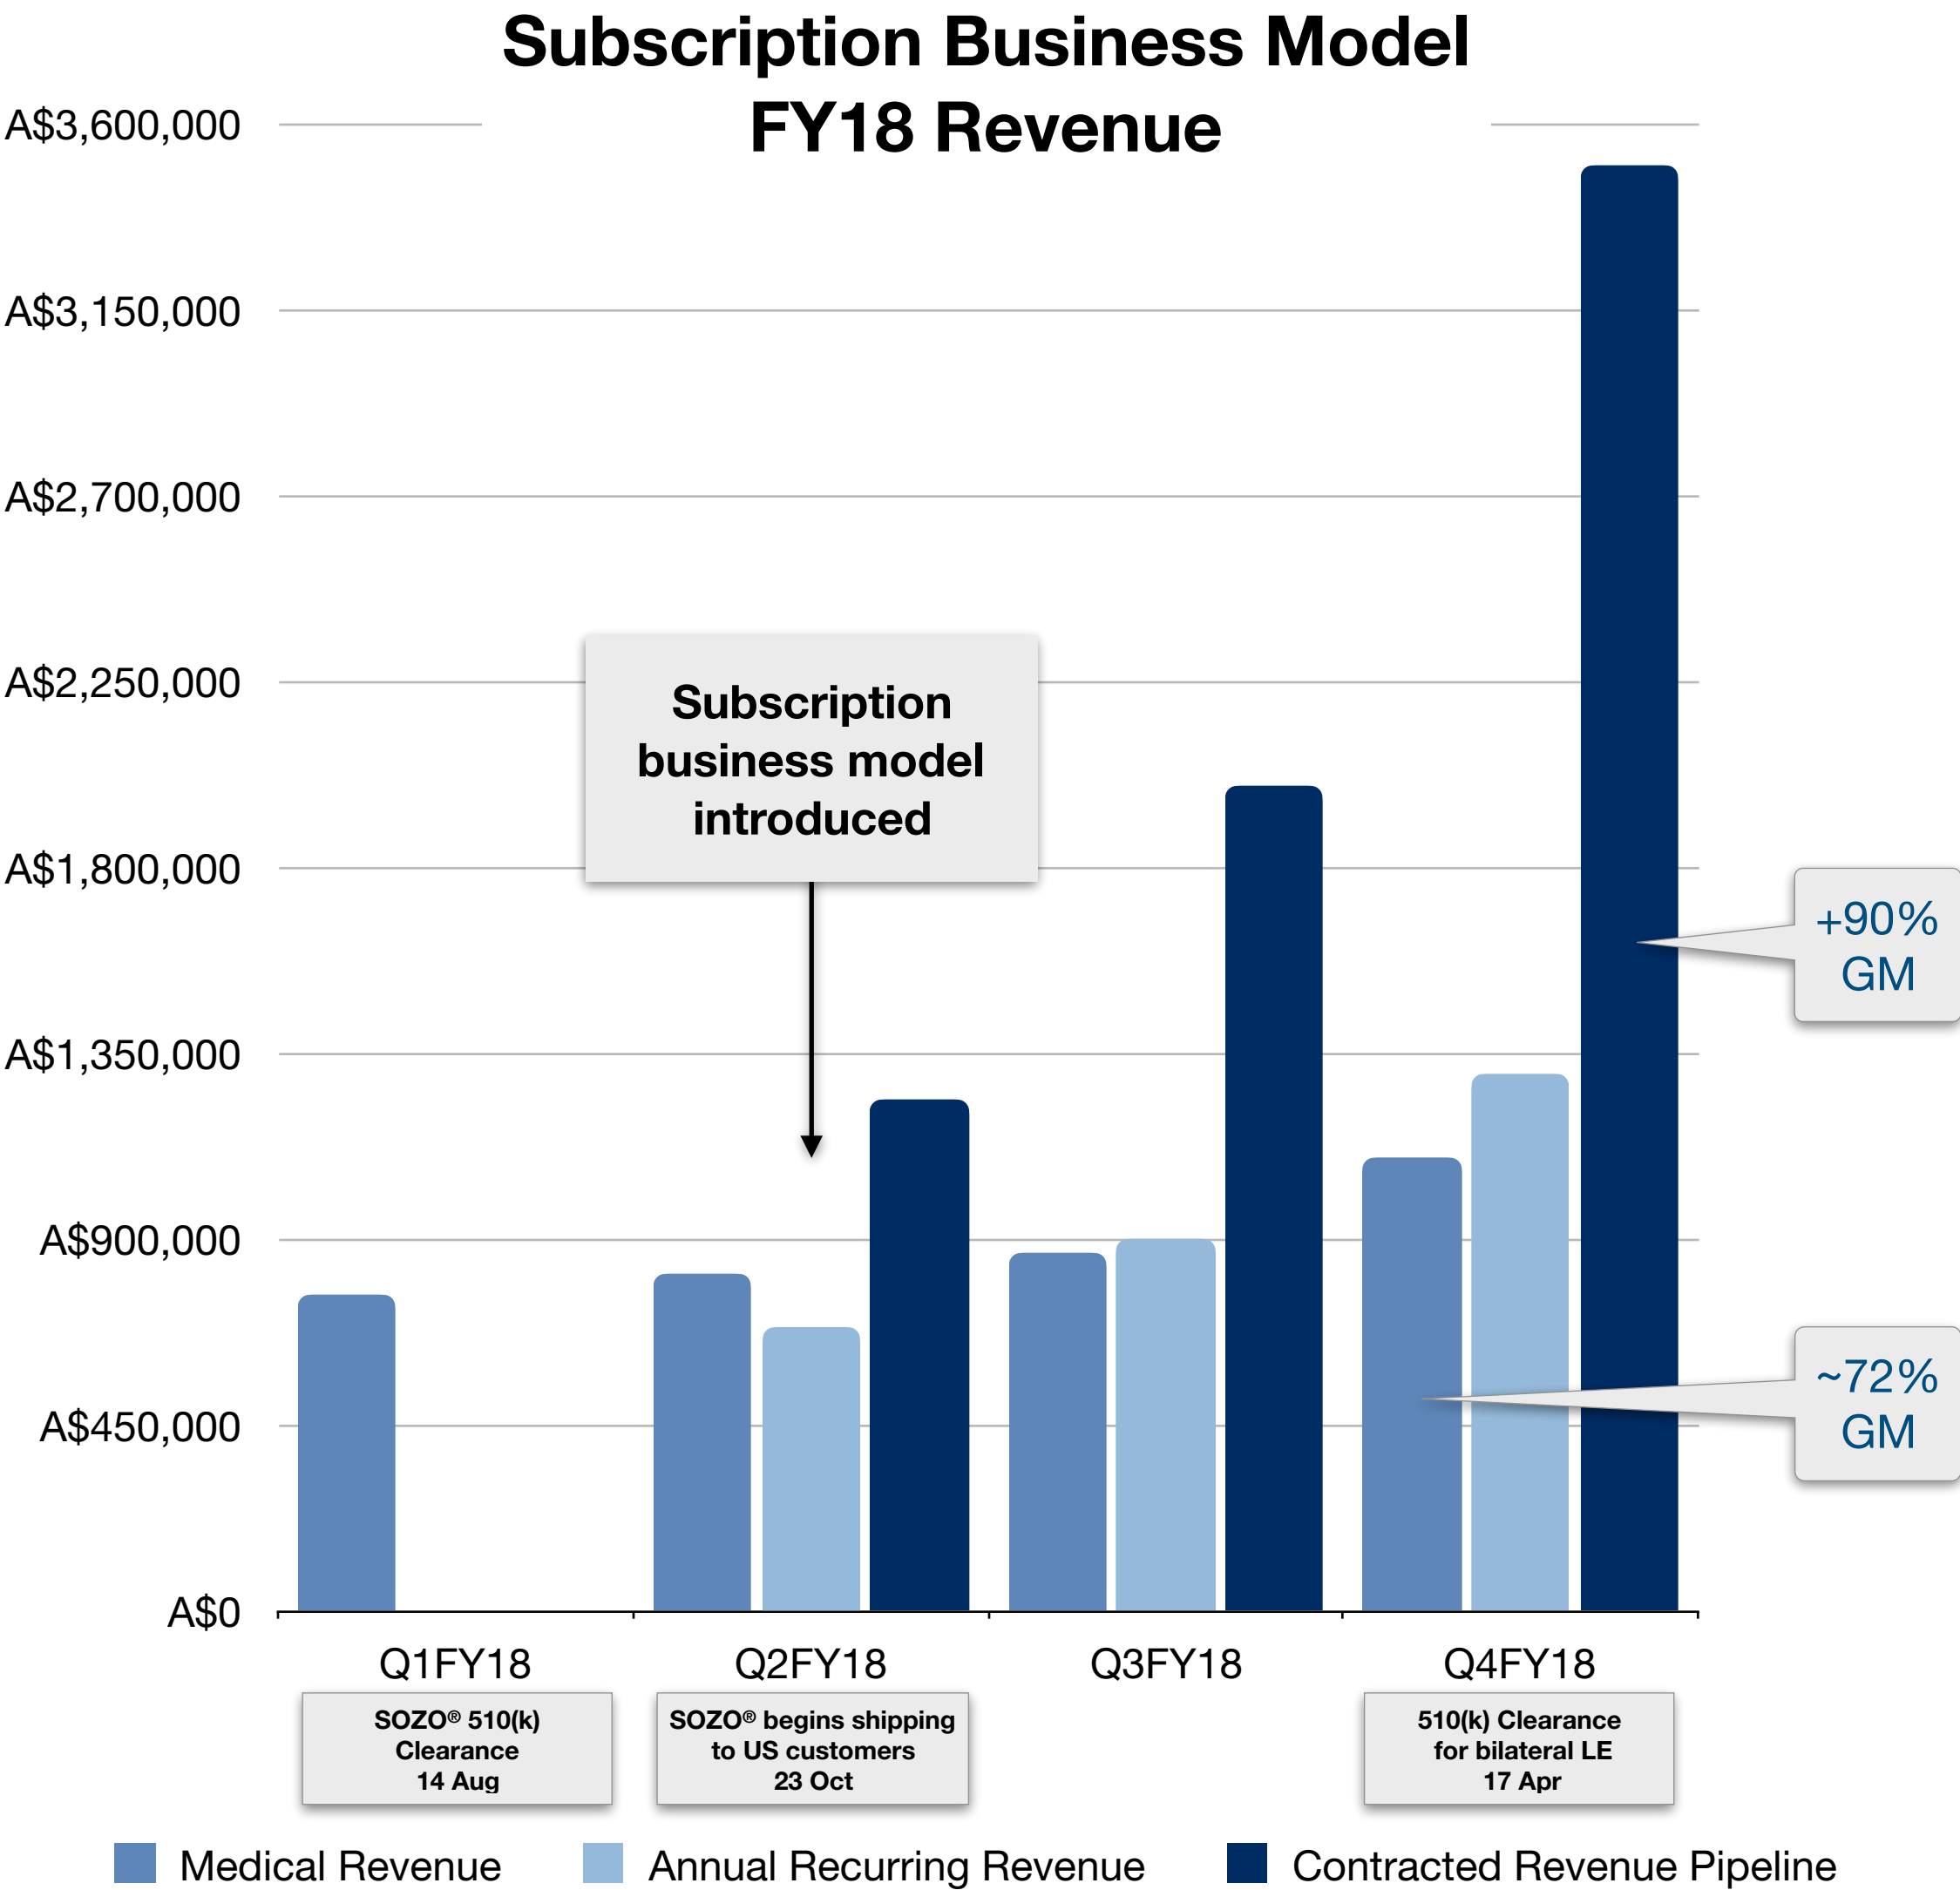 Subscription Business Model
FY18 Revenue
A$3,600,000
A$3,150,000
A$2,700,000
A$2,250,000
A$1,800,000
A$1,350,000
A$900,000
A$450,000
A$0
Subscription
business model
introduced
+90%
GM
~72%
GM
Q1FY18
Q2FY18
Q3FY18
Q4FY18
SOZO® 510(k)
Clearance
14 Aug
SOZO® begins shipping
to US customers
23 Oct
510(k) Clearance
for bilateral LE
17 Apr
Medical Revenue
Annual Recurring Revenue
Contracted Revenue Pipeline